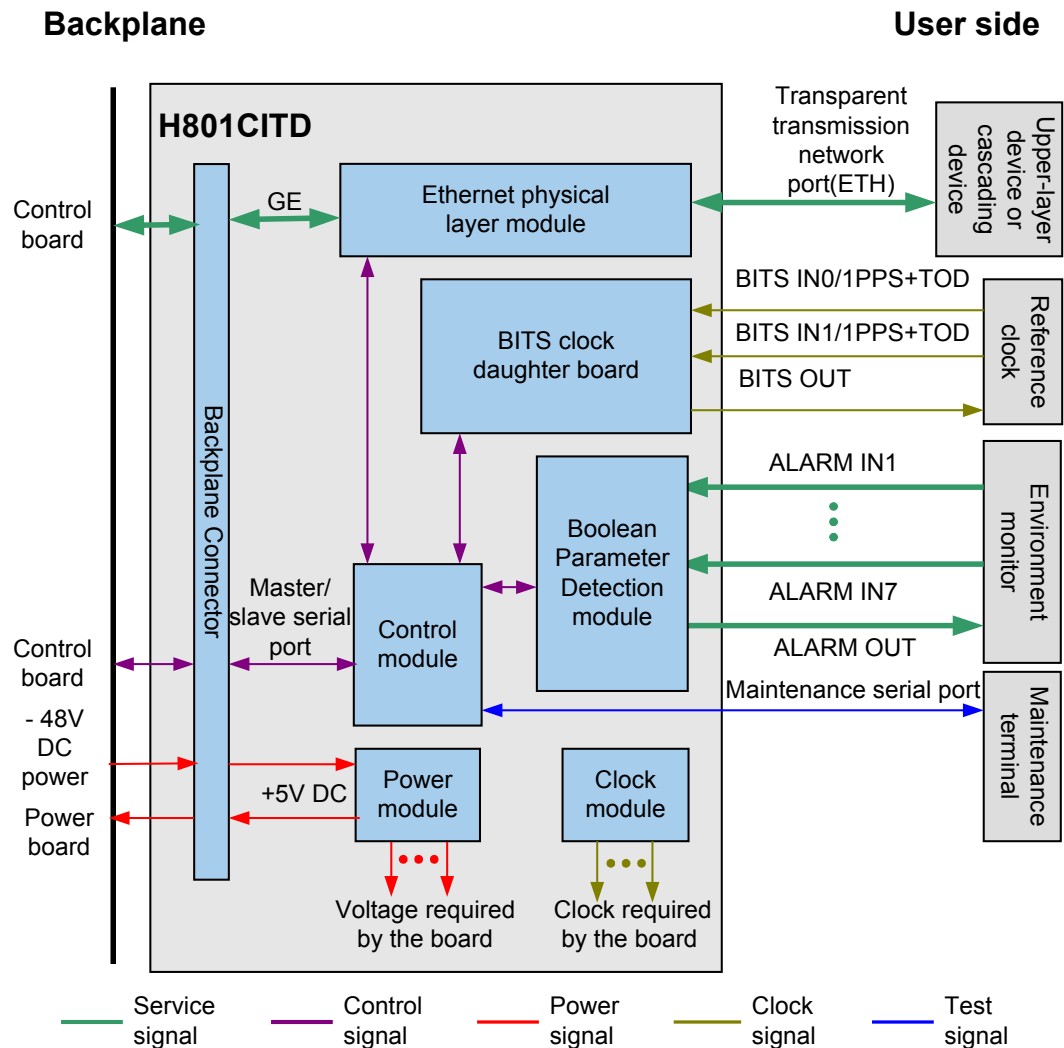 Backplane
User side
H801CITD
Transparent
transmission
network
port(ETH)
Upper-layer
device or
cascading
device
Control
board
GE
Ethernet physical
layer module
BITS IN0/1PPS+TOD
BITS IN1/1PPS+TOD
BITS OUT
Reference
clock
BITS clock
daughter board
Backplane Connector
ALARM IN1
ALARM IN7
ALARM OUT
Environment
monitor
Boolean
Parameter
Detection
module
Master/
slave serial
port
Control
module
Control
board
Maintenance serial port
Maintenance
terminal
- 48V
DC
power
Power
board
+5V DC
Power
module
Clock
module
Voltage required
by the board
Clock required
by the board
Service
signal
Control
signal
Power
signal
Clock
signal
Test
signal